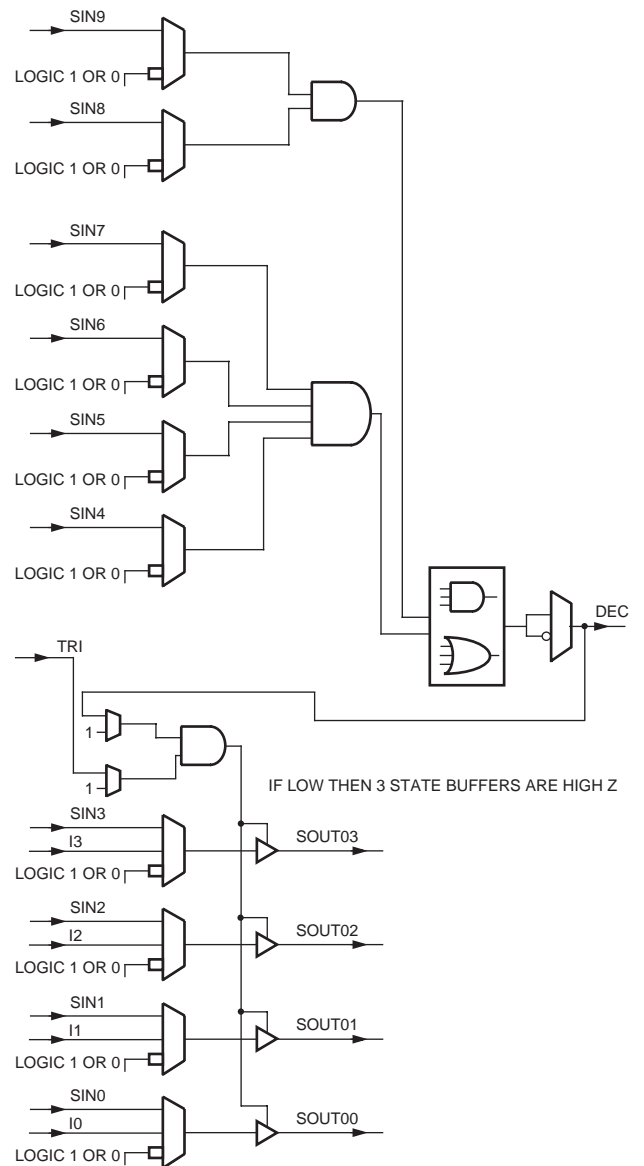 SIN9
LOGIC 1 OR 0
SIN8
LOGIC 1 OR 0
SIN7
LOGIC 1 OR 0
SIN6
LOGIC 1 OR 0
SIN5
LOGIC 1 OR 0
SIN4
LOGIC 1 OR 0
DEC
TRI
1
1
IF LOW THEN 3 STATE BUFFERS ARE HIGH Z
SIN3
I3
LOGIC 1 OR 0
SOUT03
SIN2
I2
LOGIC 1 OR 0
SOUT02
SIN1
I1
LOGIC 1 OR 0
SOUT01
SIN0
I0
LOGIC 1 OR 0
SOUT00